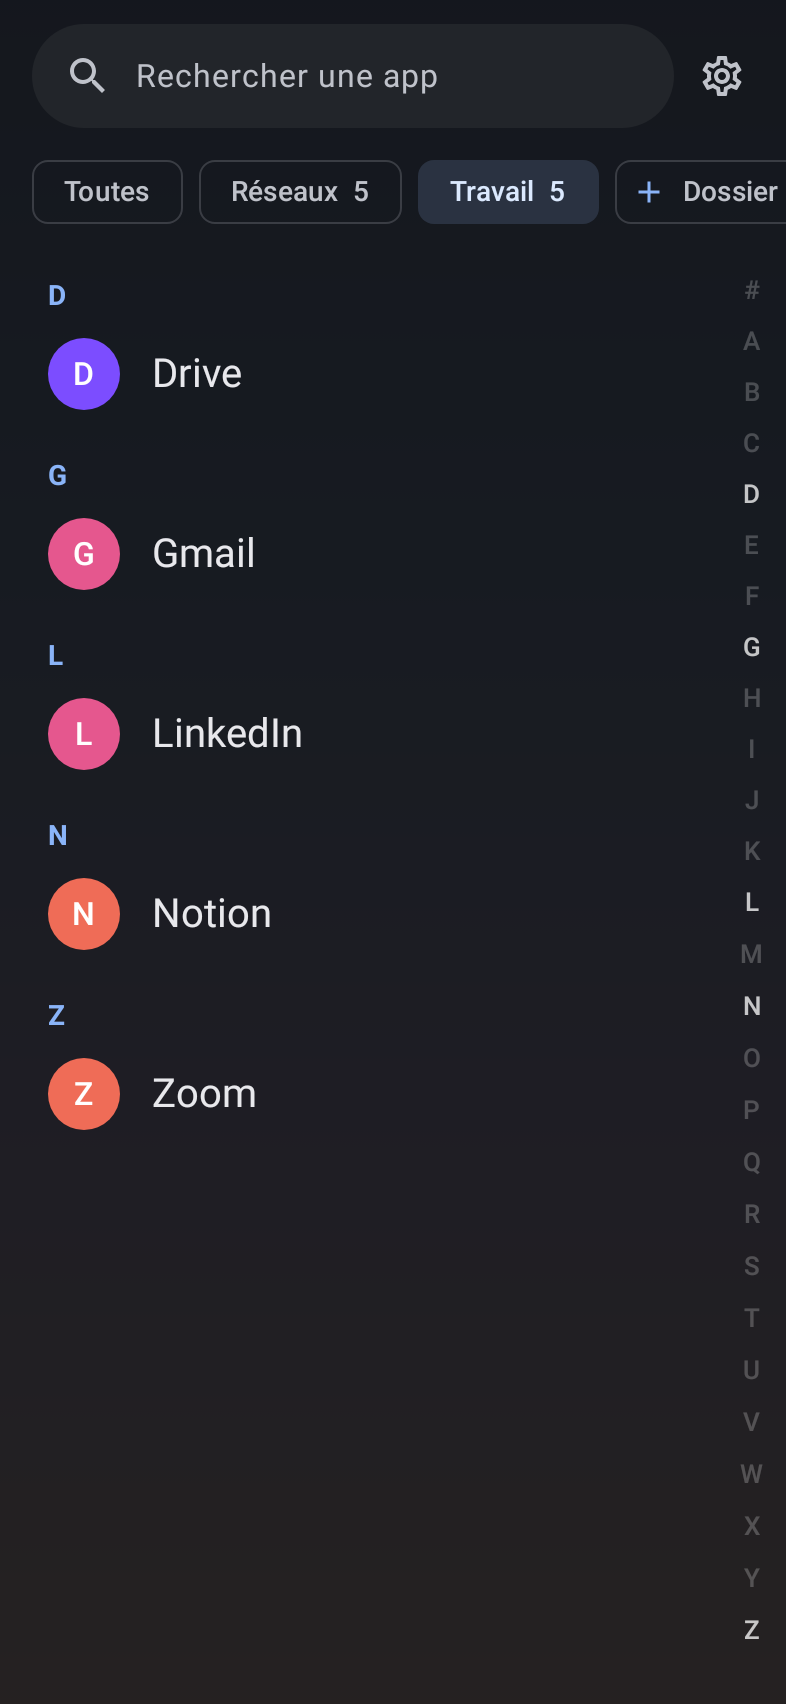 Rechercher une app
Toutes
Réseaux 5
Travail 5
+ Dossier
D
D Drive
G
G Gmail
L
L LinkedIn
N
N Notion
Z
Z Zoom
#
A
B
C
D
E
F
G
H
I
J
K
L
M
N
O
P
Q
R
S
T
U
V
W
X
Y
Z